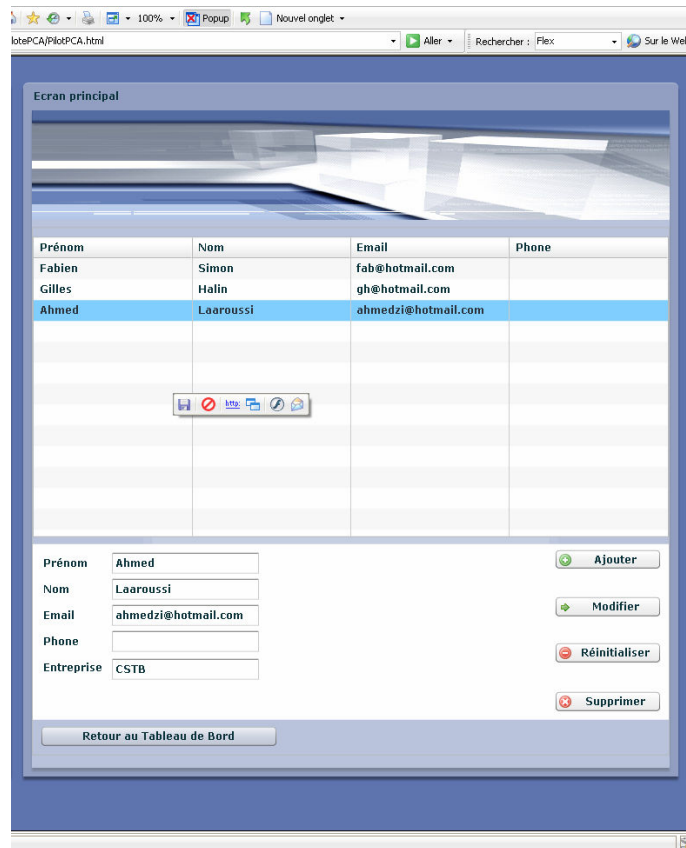 100% Popup Nouvel onglet
lotePCA/PilotPCA.html Aller Rechercher : Flex Sur le Wel
Ecran principal
Prénom Nom Email Phone
Fabien Simon fab@hotmail.com
Gilles Halin gh@hotmail.com
Ahmed Laaroussi ahmedzi@hotmail.com
http:
Prénom Ahmed Ajouter
Nom Laaroussi
Email ahmedzi@hotmail.com Modifier
Phone
Entreprise CSTB Réinitialiser
Supprimer
Retour au Tableau de Bord